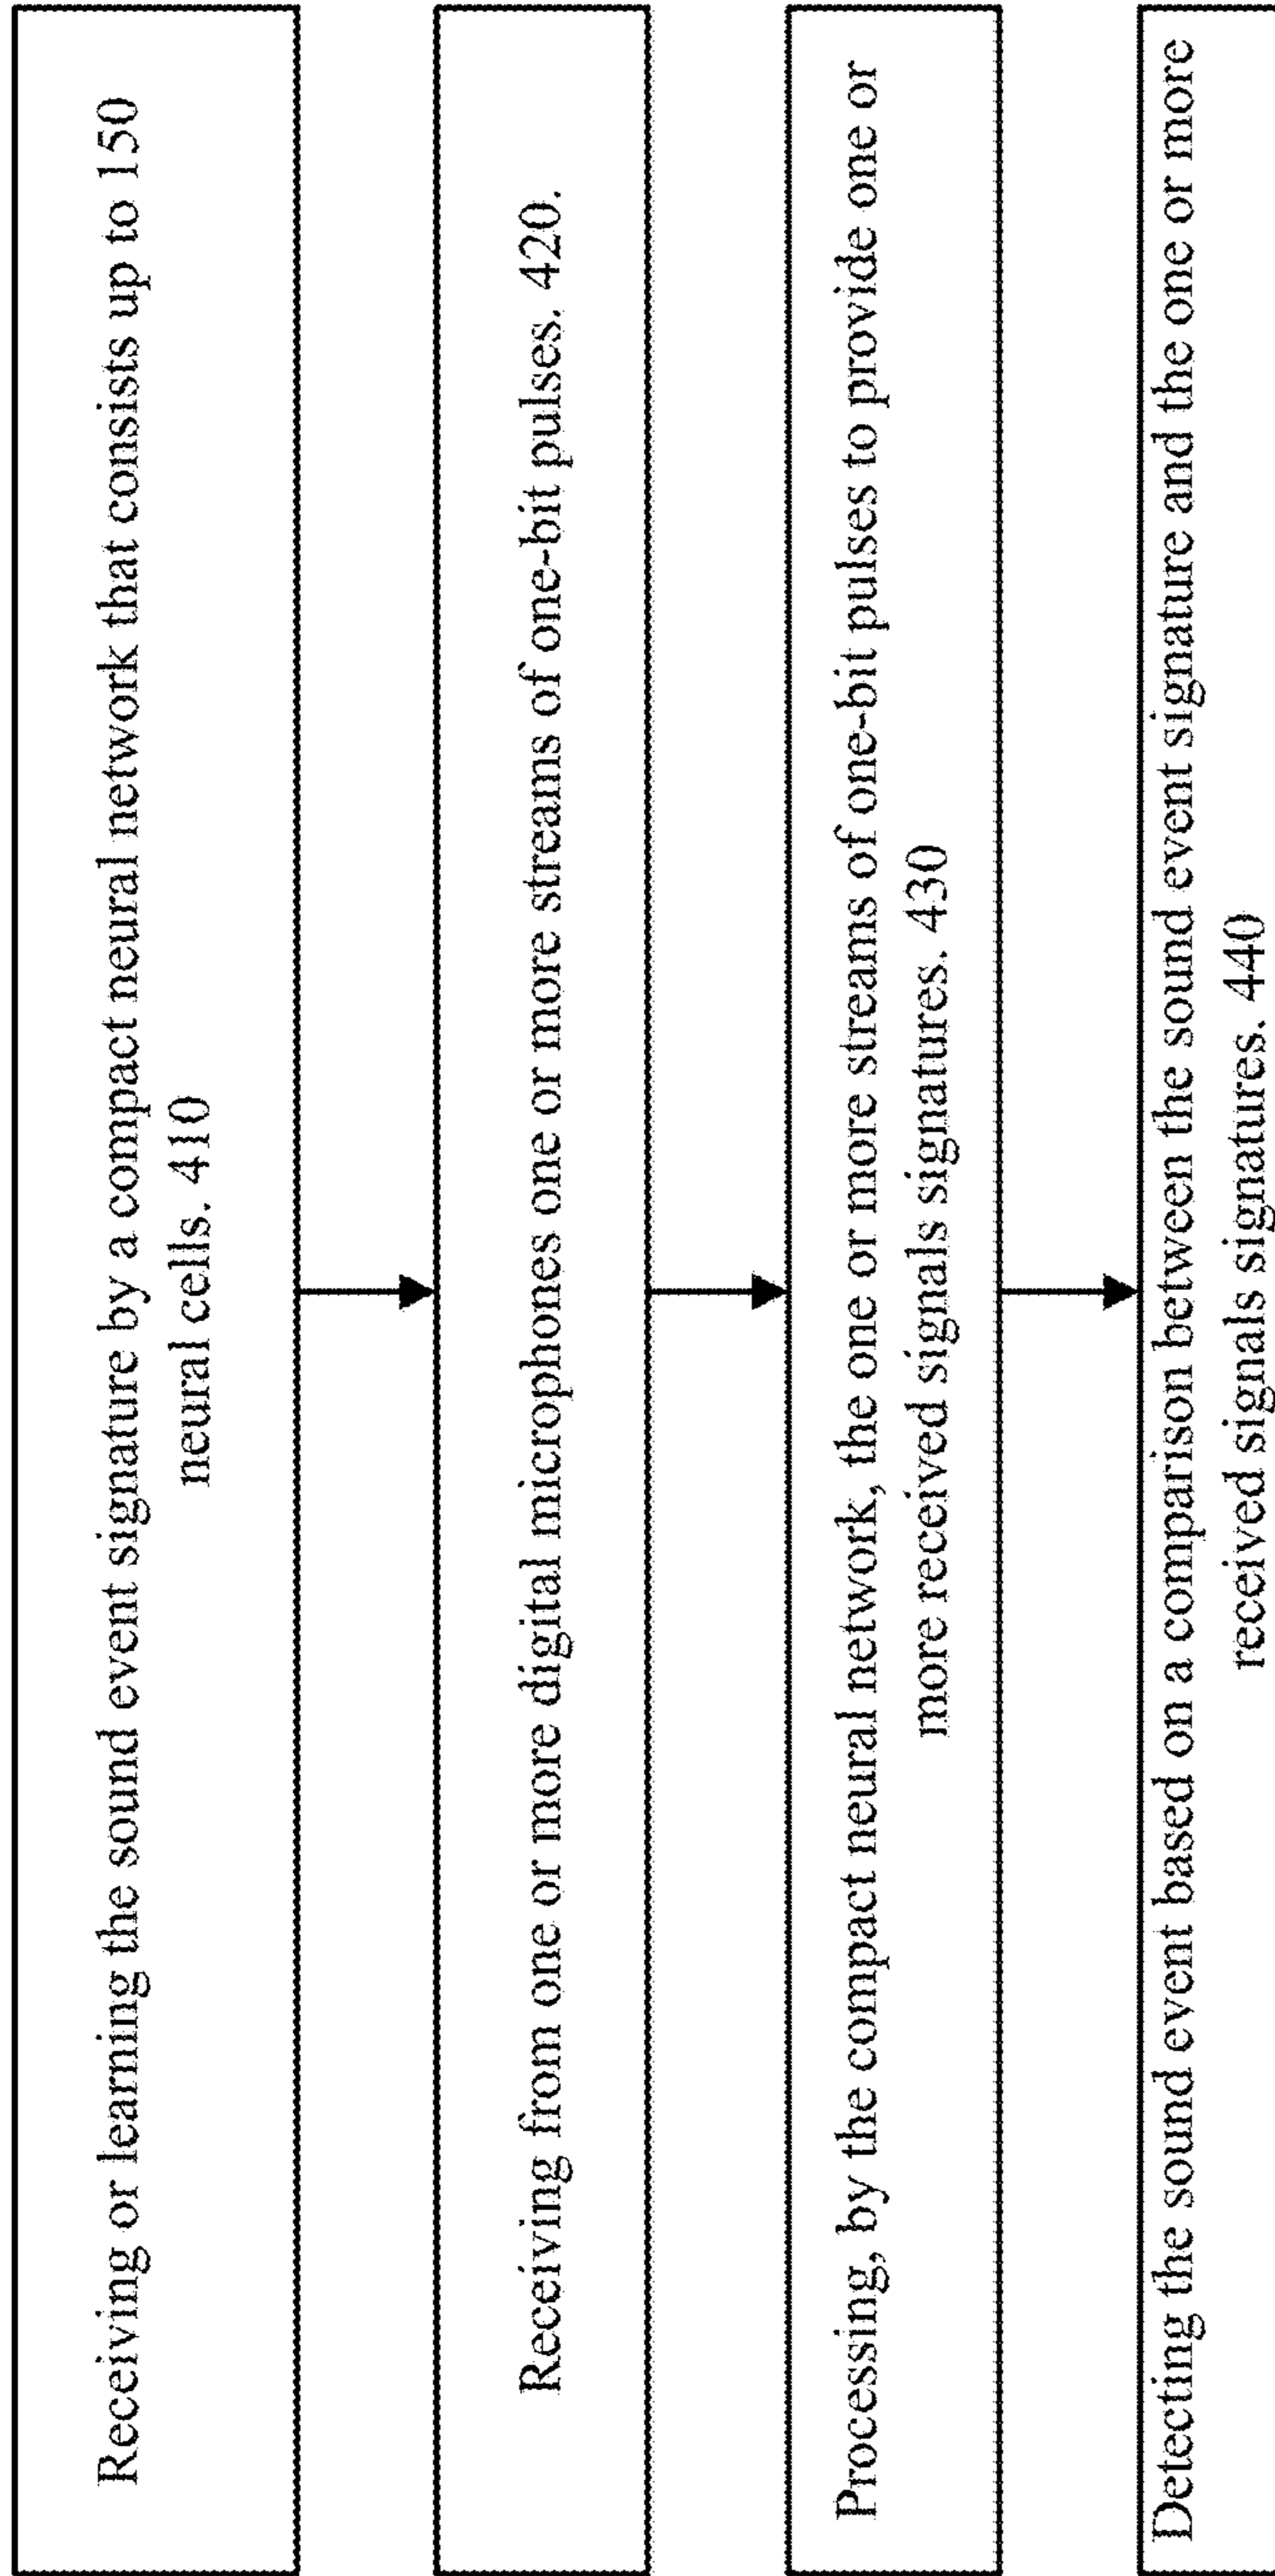 Receiving or learning the sound event signature by a compact neural network that consists up to 150
neural cells. 410
Receiving from one or more digital microphones one or more streams of one-bit pulses. 420.
Processing, by the compact neural network, the one or more streams of one-bit pulses to provide one or
more received signals signatures. 430
Detecting the sound event based on a comparison between the sound event signature and the one or more
received signals signatures. 440